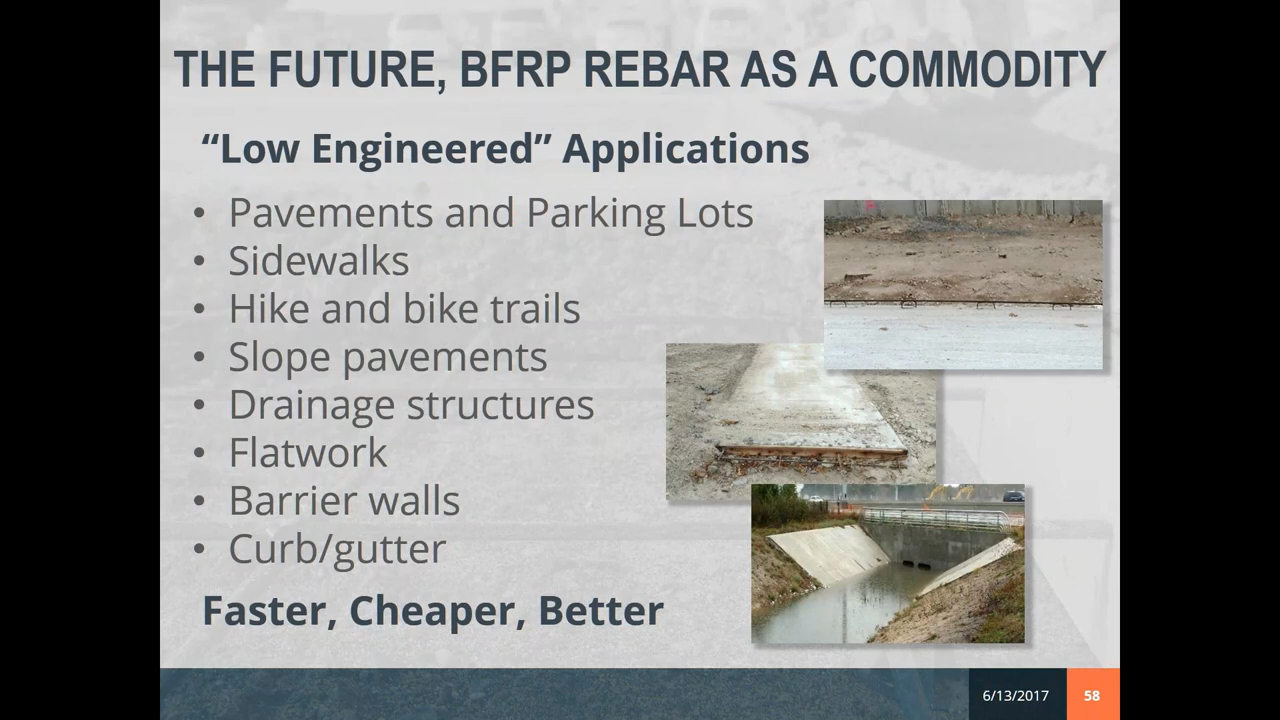 THE FUTURE, BFRP REBAR AS A COMMODITY
“Low Engineered” Applications
• Pavements and Parking Lots
• Sidewalks
• Hike and bike trails
• Slope pavements
• Drainage structures
• Flatwork
• Barrier walls
• Curb/gutter
Faster, Cheaper, Better
6/13/2017
58